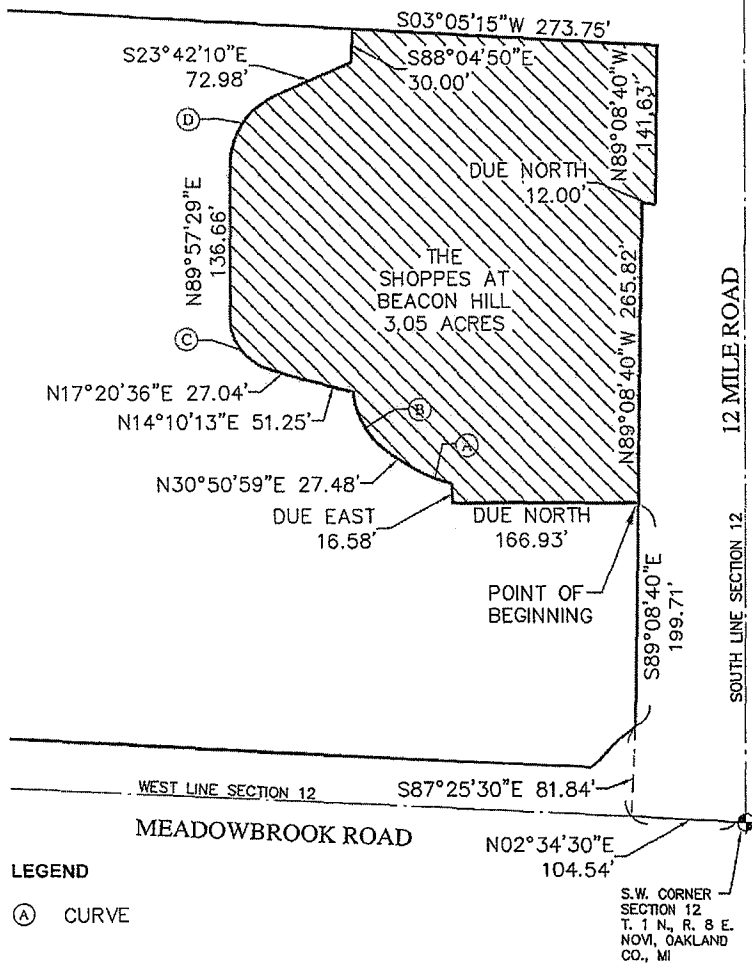 S03°05'15"W 273.75'
S23°42'10"E
72.98'
S88°04'50"E
30.00'
N89°08'40"W
141.63'
D
DUE NORTH
12.00'
N89°57'29"E
136.66'
THE
SHOPPES AT
BEACON HILL
3.05 ACRES
N89°08'40"W 265.82'
12 MILE ROAD
C
N17°20'36"E 27.04'
N14°10'13"E 51.25'
B
A
N30°50'59"E 27.48'
DUE EAST
16.58'
DUE NORTH
166.93'
POINT OF
BEGINNING
S89°08'40"E
199.71'
SOUTH LINE SECTION 12
WEST LINE SECTION 12
S87°25'30"E 81.84'
MEADOWBROOK ROAD
N02°34'30"E
104.54'
LEGEND
A CURVE
S.W. CORNER
SECTION 12
T. 1 N., R. 8 E.
NOVI, OAKLAND
CO., MI